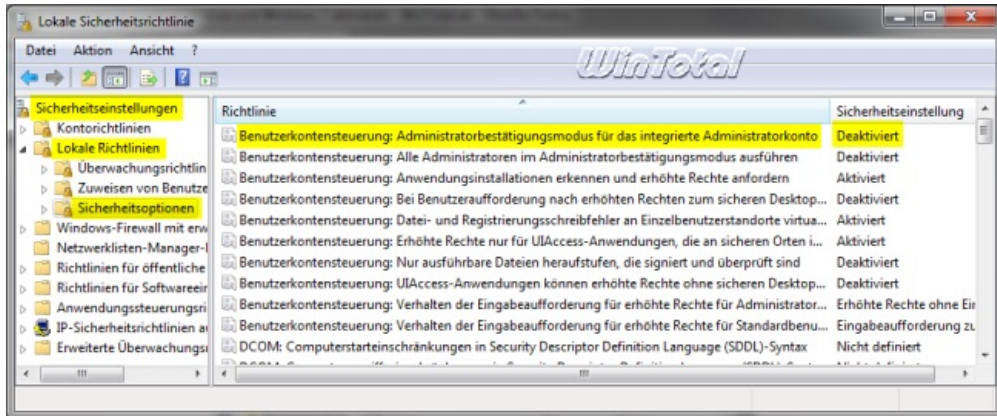 Lokale Sicherheitsrichtlinie
Datei Aktion Ansicht ?
WinTotal
Sicherheitseinstellungen
Kontorichtlinien
Lokale Richtlinien
Überwachungsrichtlin
Zuweisen von Benutze
Sicherheitsoptionen
Windows-Firewall mit erw
Netzwerklisten-Manager-
Richtlinien für öffentliche
Richtlinien für Softwareein
Anwendungssteuerungsri
IP-Sicherheitsrichtlinien a
Erweiterte Überwachungs
Richtlinie Sicherheitseinstellung
Benutzerkontensteuerung: Administratorbestätigungsmodus für das integrierte Administratorkonto Deaktiviert
Benutzerkontensteuerung: Alle Administratoren im Administratorbestätigungsmodus ausführen Deaktiviert
Benutzerkontensteuerung: Anwendungsinstallationen erkennen und erhöhte Rechte anfordern Aktiviert
Benutzerkontensteuerung: Bei Benutzeraufforderung nach erhöhten Rechten zum sicheren Desktop... Deaktiviert
Benutzerkontensteuerung: Datei- und Registrierungsschreibfehler an Einzelbenutzerstandorte virtua... Aktiviert
Benutzerkontensteuerung: Erhöhte Rechte nur für UIAccess-Anwendungen, die an sicheren Orten i... Aktiviert
Benutzerkontensteuerung: Nur ausführbare Dateien heraufstufen, die signiert und überprüft sind Deaktiviert
Benutzerkontensteuerung: UIAccess-Anwendungen können erhöhte Rechte ohne sicheren Desktop... Deaktiviert
Benutzerkontensteuerung: Verhalten der Eingabeaufforderung für erhöhte Rechte für Administrator... Erhöhte Rechte ohne Ein
Benutzerkontensteuerung: Verhalten der Eingabeaufforderung für erhöhte Rechte für Standardbenu... Eingabeaufforderung zu
DCOM: Computerstarteinschränkungen in Security Descriptor Definition Language (SDDL)-Syntax Nicht definiert